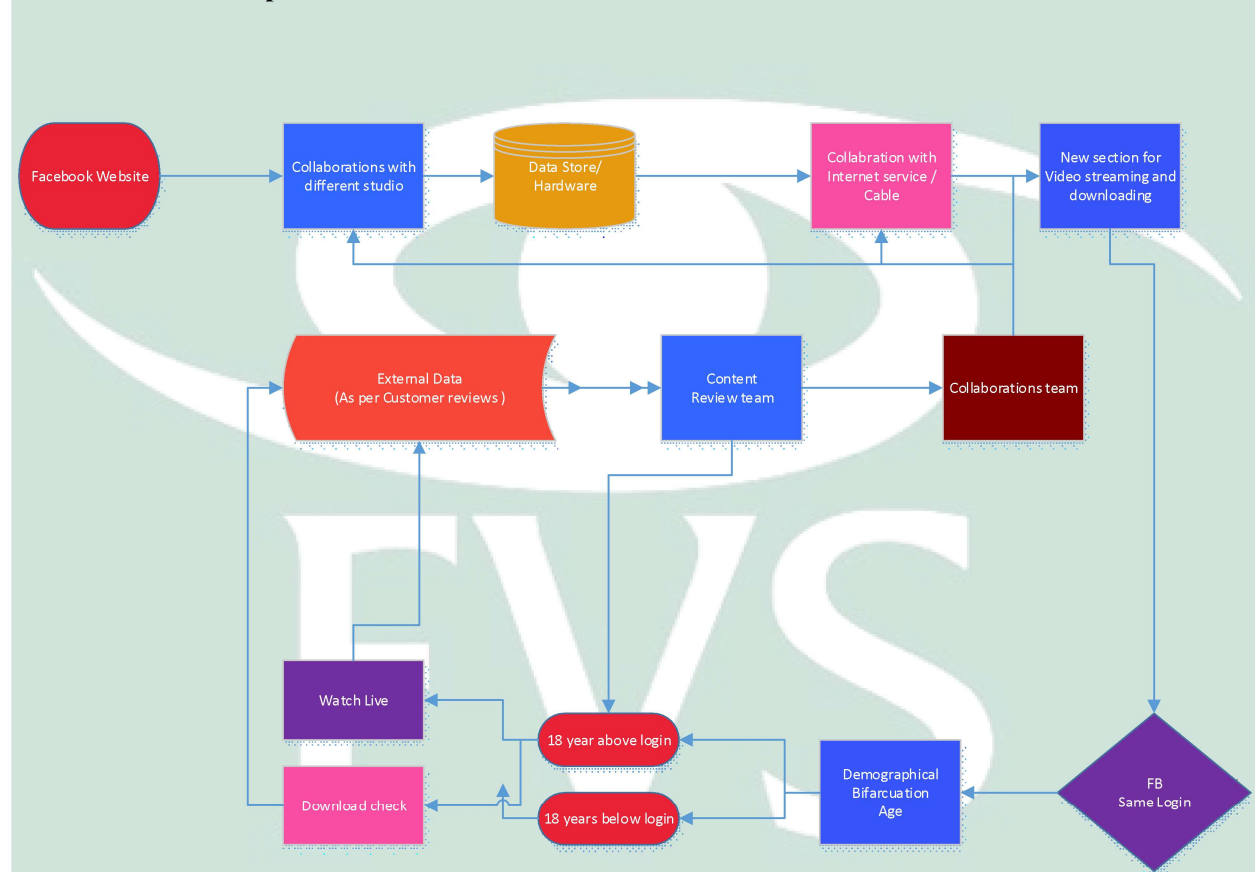 Facebook Website
Collaborations with
different studio
Data Store/
Hardware
Collabration with
Internet service /
Cable
New section for
Video streaming and
downloading
External Data
(As per Customer reviews )
Content
Review team
Collaborations team
Watch Live
18 year above login
Demographical
Bifarcuation
Age
FB
Same Login
Download check
18 years below login
FVS